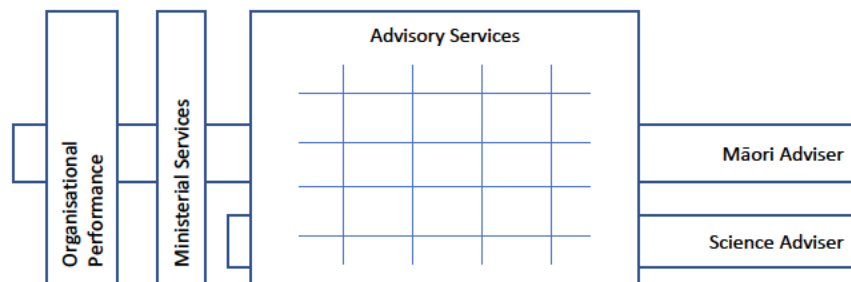 Advisory Services
Organisational
Performance
Ministerial Services
Māori Adviser
Science Adviser